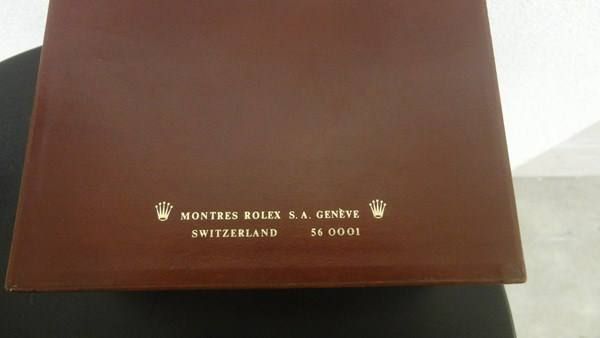 MONTRES ROLEX S.A. GENÈVE
SWITZERLAND 56 0001